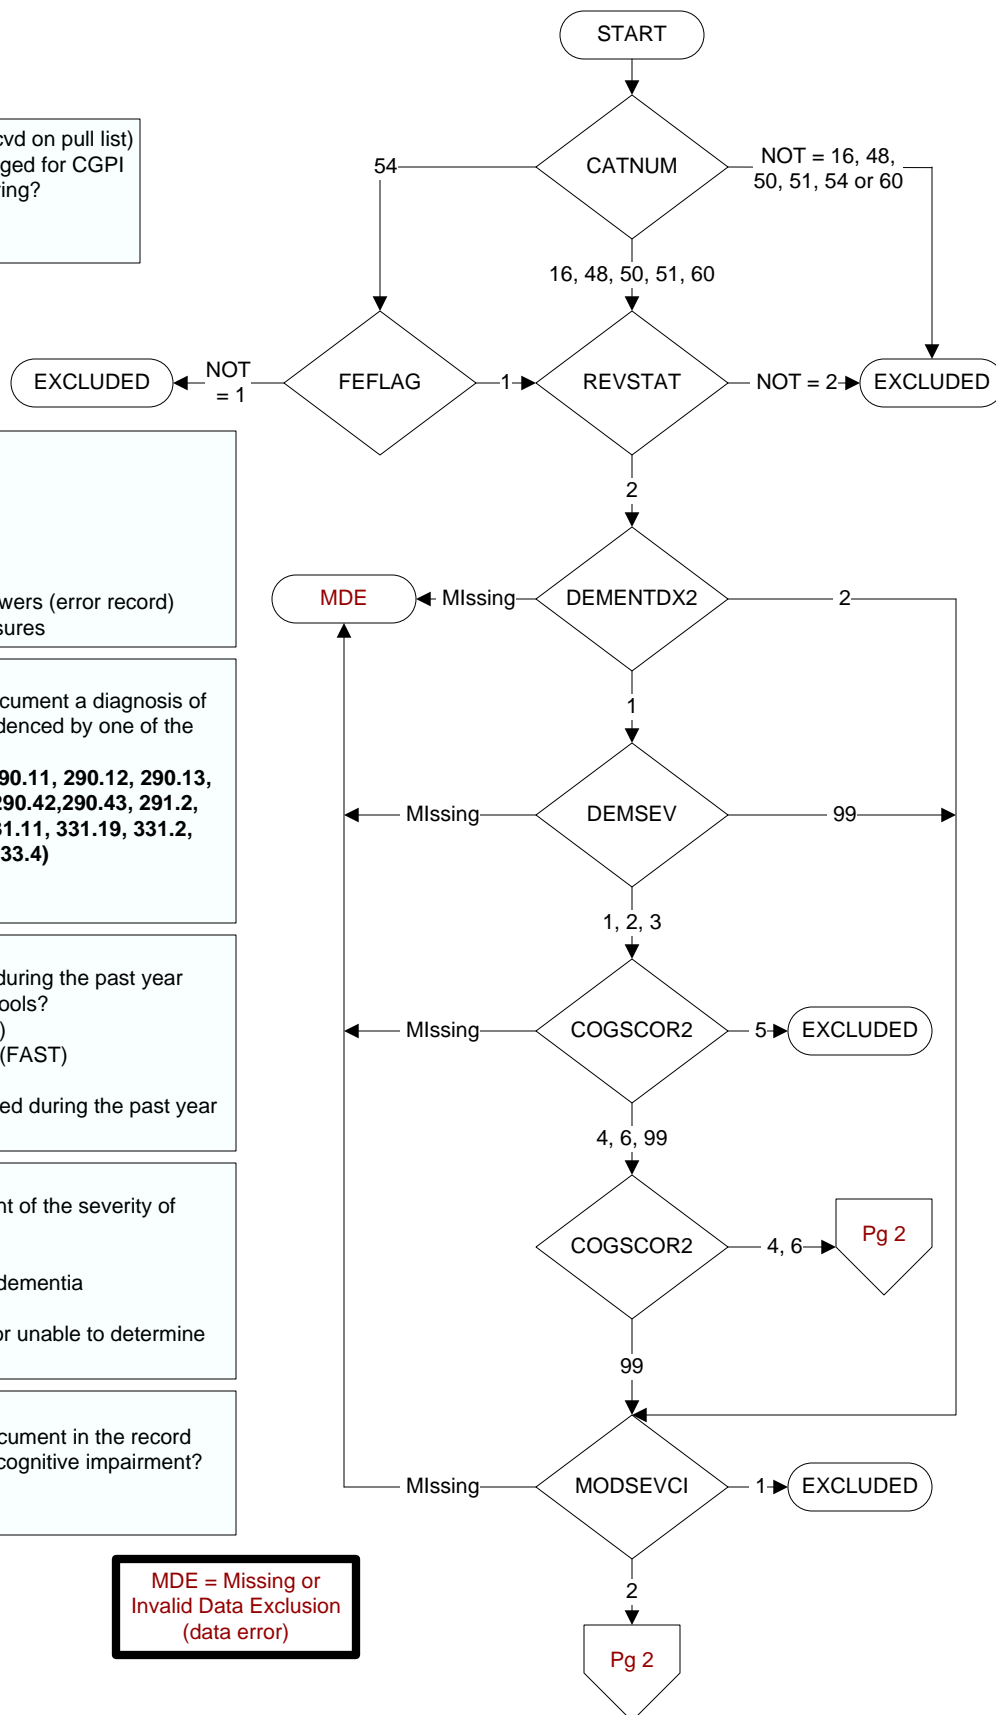 START
cvd on pull list)
ged for CGPI
ring?
CATNUM
54
NOT = 16, 48,
50, 51, 54 or 60
16, 48, 50, 51, 60
EXCLUDED
NOT
= 1
FEFLAG
1
REVSTAT
NOT = 2
EXCLUDED
2
wers (error record)
sures
MDE
MIssing
DEMENTDX2
2
1
cument a diagnosis of
denced by one of the
90.11, 290.12, 290.13,
290.42,290.43, 291.2,
31.11, 331.19, 331.2,
33.4)
MIssing
DEMSEV
99
1, 2, 3
during the past year
ools?
)
(FAST)
ed during the past year
MIssing
COGSCOR2
5
EXCLUDED
4, 6, 99
nt of the severity of
dementia
or unable to determine
COGSCOR2
4, 6
Pg 2
99
cument in the record
cognitive impairment?
MIssing
MODSEVCI
1
EXCLUDED
2
MDE = Missing or
Invalid Data Exclusion
(data error)
Pg 2